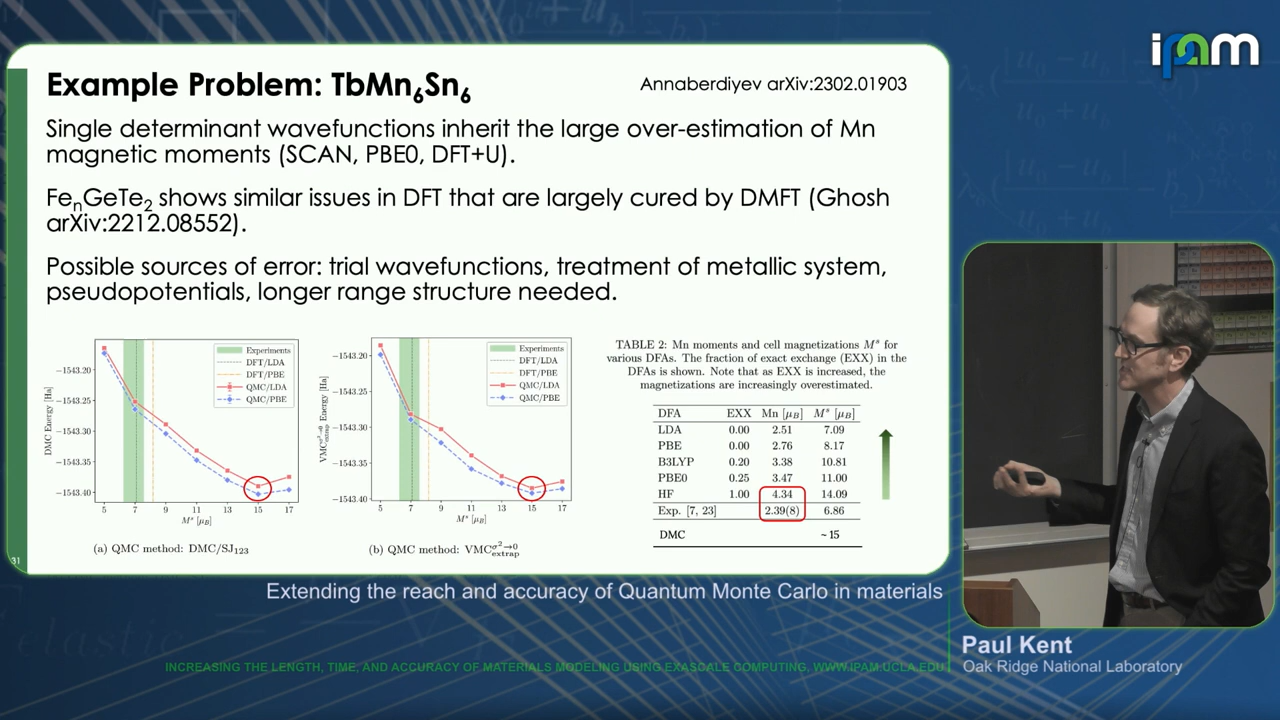 ipam
Example Problem: TbMn6Sn6
Annaberdiyev arXiv:2302.01903
Single determinant wavefunctions inherit the large over-estimation of Mn
magnetic moments (SCAN, PBE0, DFT+U).
FenGeTe2 shows similar issues in DFT that are largely cured by DMFT (Ghosh
arXiv:2212.08552).
Possible sources of error: trial wavefunctions, treatment of metallic system,
pseudopotentials, longer range structure needed.
DMC Energy [Ha]
−1543.20
−1543.25
−1543.30
−1543.35
−1543.40
Experiments
DFT/LDA
DFT/PBE
QMC/LDA
QMC/PBE
5 7 9 11 13 15 17
Mˢ [μB]
(a) QMC method: DMC/SJ123
VMC σ²→0 extrap Energy [Ha]
−1543.20
−1543.25
−1543.30
−1543.35
−1543.40
Experiments
DFT/LDA
DFT/PBE
QMC/LDA
QMC/PBE
5 7 9 11 13 15 17
Mˢ [μB]
(b) QMC method: VMC σ²→0 extrap
TABLE 2: Mn moments and cell magnetizations Mˢ for
various DFAs. The fraction of exact exchange (EXX) in the
DFAs is shown. Note that as EXX is increased, the
magnetizations are increasingly overestimated.
DFA EXX Mn [μB] Mˢ [μB]
LDA 0.00 2.51 7.09
PBE 0.00 2.76 8.17
B3LYP 0.20 3.38 10.81
PBE0 0.25 3.47 11.00
HF 1.00 4.34 14.09
Exp. [7, 23] 2.39(8) 6.86
DMC ~ 15
31
Extending the reach and accuracy of Quantum Monte Carlo in materials
Paul Kent
Oak Ridge National Laboratory
INCREASING THE LENGTH, TIME, AND ACCURACY OF MATERIALS MODELING USING EXASCALE COMPUTING, WWW.IPAM.UCLA.EDU
elastic